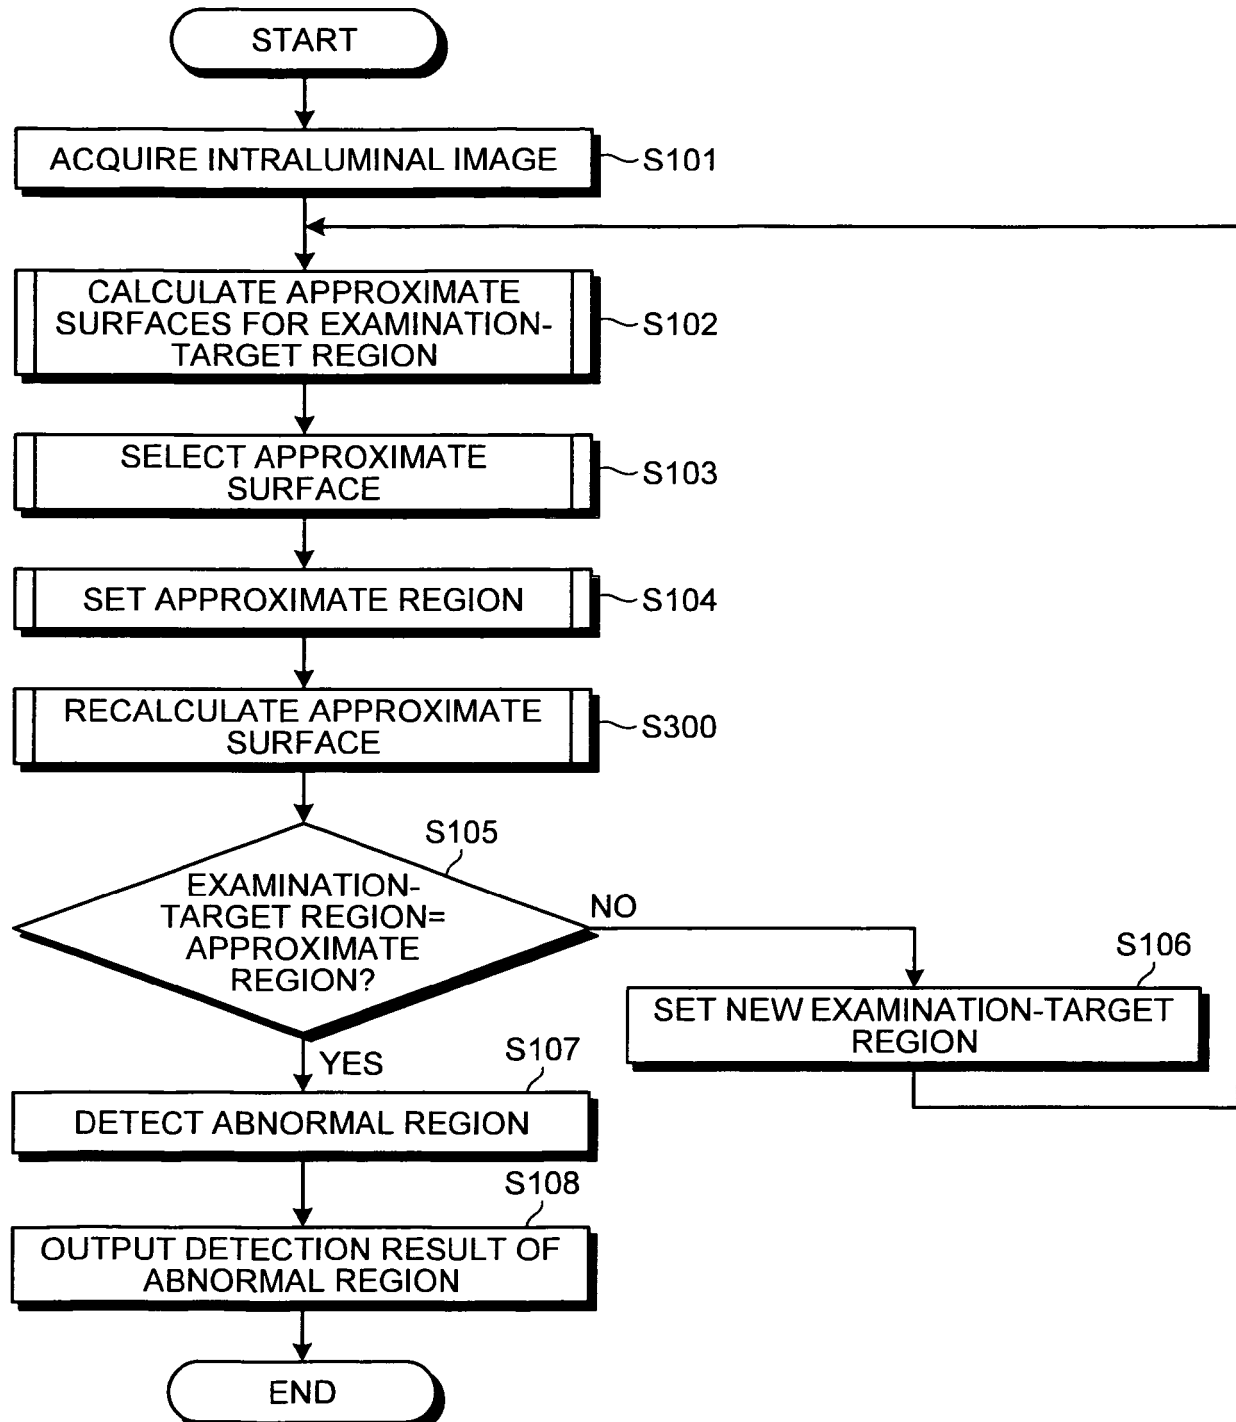 START
ACQUIRE INTRALUMINAL IMAGE
S101
CALCULATE APPROXIMATE
SURFACES FOR EXAMINATION-
TARGET REGION
S102
SELECT APPROXIMATE
SURFACE
S103
SET APPROXIMATE REGION
S104
RECALCULATE APPROXIMATE
SURFACE
S300
S105
EXAMINATION-
TARGET REGION=
APPROXIMATE
REGION?
NO
S106
SET NEW EXAMINATION-TARGET
REGION
YES
S107
DETECT ABNORMAL REGION
S108
OUTPUT DETECTION RESULT OF
ABNORMAL REGION
END